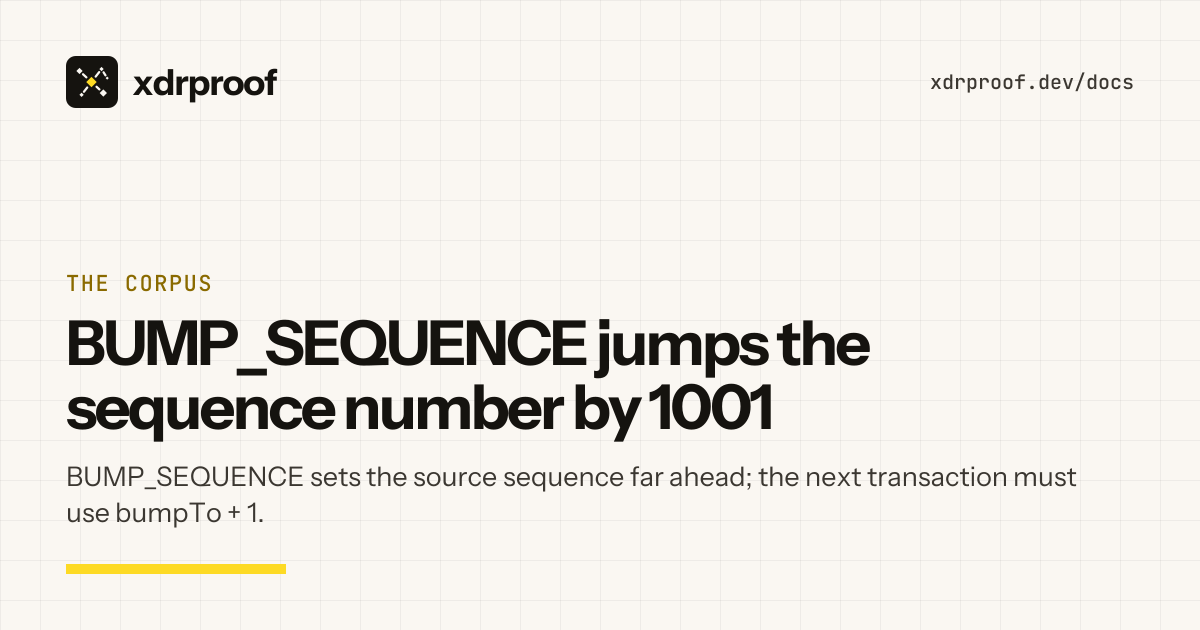 xdrproof
xdrproof.dev/docs
THE CORPUS
BUMP_SEQUENCE jumps the
sequence number by 1001
BUMP_SEQUENCE sets the source sequence far ahead; the next transaction must
use bumpTo + 1.